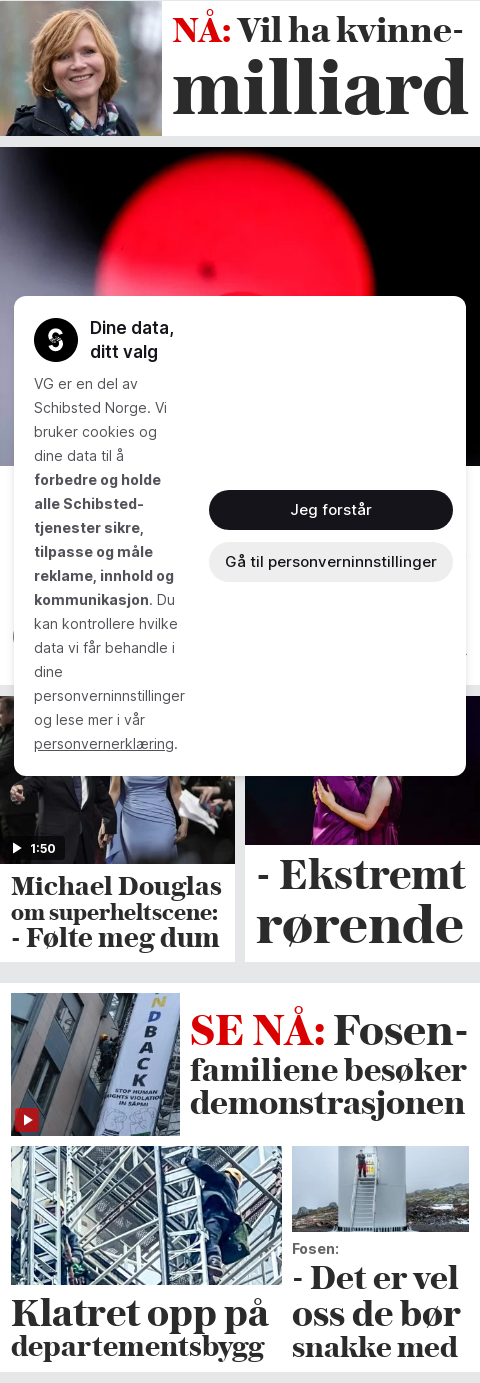 NÅ: Vil ha kvinne-
milliard
Dine data,
ditt valg
VG er en del av
Schibsted Norge. Vi
bruker cookies og
dine data til å
forbedre og holde
alle Schibsted-
tjenester sikre,
tilpasse og måle
reklame, innhold og
kommunikasjon. Du
kan kontrollere hvilke
data vi får behandle i
dine
personverninnstillinger
og lese mer i vår
personvernerklæring.
Jeg forstår
Gå til personverninnstillinger
1:50
Michael Douglas
om superheltscene:
- Følte meg dum
- Ekstremt
rørende
ND
BACK
STOP HUMAN
RIGHTS VIOLATION
IN SÁPMI
SE NÅ: Fosen-
familiene besøker
demonstrasjonen
Klatret opp på
departementsbygg
Fosen:
- Det er vel
oss de bør
snakke med